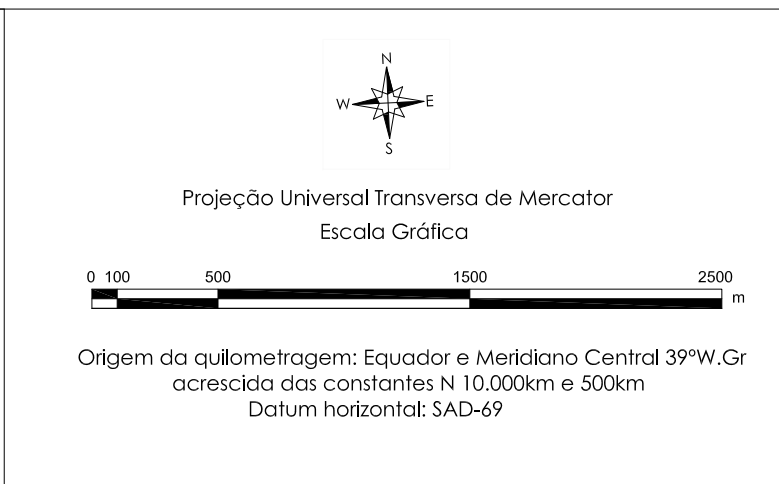 N
W E
S
Projeção Universal Transversa de Mercator
Escala Gráfica
0 100 500 1500 2500
m
Origem da quilometragem: Equador e Meridiano Central 39ºW.Gr
acrescida das constantes N 10.000km e 500km
Datum horizontal: SAD-69